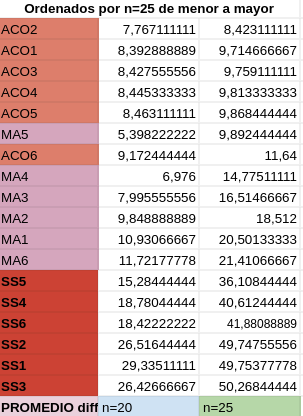 Ordenados por n=25 de menor a mayor
ACO2 7,767111111 8,423111111
ACO1 8,392888889 9,714666667
ACO3 8,427555556 9,759111111
ACO4 8,445333333 9,813333333
ACO5 8,463111111 9,868444444
MA5 5,398222222 9,892444444
ACO6 9,172444444 11,64
MA4 6,976 14,77511111
MA3 7,995555556 16,51466667
MA2 9,848888889 18,512
MA1 10,93066667 20,50133333
MA6 11,72177778 21,41066667
SS5 15,28444444 36,10844444
SS4 18,78044444 40,61244444
SS6 18,42222222 41,88088889
SS2 26,51644444 49,74755556
SS1 29,33511111 49,75377778
SS3 26,42666667 50,26844444
PROMEDIO diff n=20 n=25